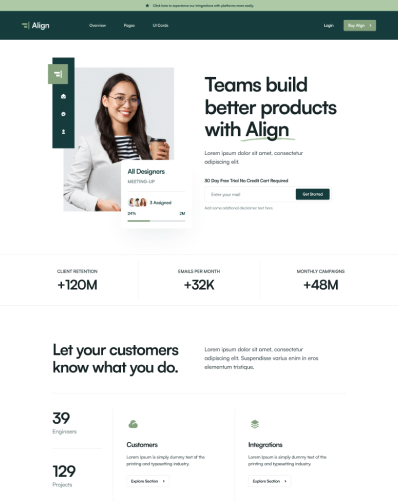 Click here to experience our integrations with platforms more easily.
Align
Overview
Pages
UI Cards
Login
Buy Align
Teams build
better products
with Align
Lorem ipsum dolor sit amet, consectetur
adipiscing elit.
30 Day Free Trial No Credit Cart Required
Enter your mail
Get Started
Add some additional disclaimer text here.
All Designers
MEETING-UP
3 Assigned
24%
2M
CLIENT RETENTION
+120M
EMAILS PER MONTH
+32K
MONTHLY CAMPAIGNS
+48M
Let your customers
know what you do.
Lorem ipsum dolor sit amet, consectetur
adipiscing elit. Suspendisse varius enim in eros
elementum tristique.
39
Engineers
129
Projects
Customers
Lorem Ipsum is simply dummy text of the
printing and typesetting industry.
Explore Section
Integrations
Lorem Ipsum is simply dummy text of the
printing and typesetting industry.
Explore Section